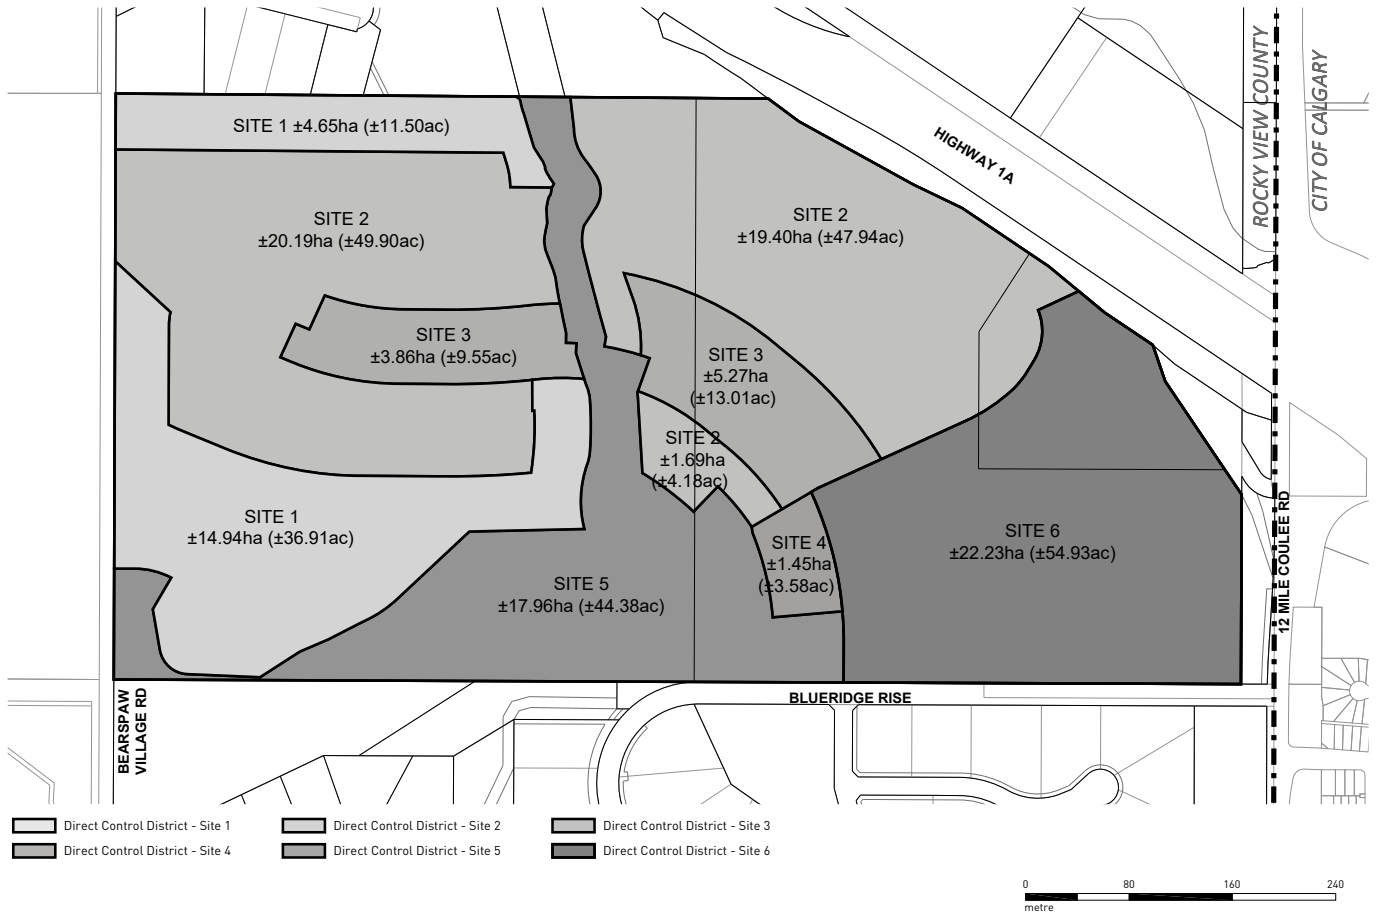 SITE 1 ±4.65ha (±11.50ac)
SITE 2
±20.19ha (±49.90ac)
SITE 2
±19.40ha (±47.94ac)
HIGHWAY 1A
ROCKY VIEW COUNTY
CITY OF CALGARY
SITE 3
±3.86ha (±9.55ac)
SITE 3
±5.27ha
(±13.01ac)
SITE 2
±1.69ha
(±4.18ac)
SITE 1
±14.94ha (±36.91ac)
SITE 4
±1.45ha
(±3.58ac)
SITE 6
±22.23ha (±54.93ac)
SITE 5
±17.96ha (±44.38ac)
12 MILE COULEE RD
BEARSPAW
VILLAGE RD
BLUERIDGE RISE
Direct Control District - Site 1
Direct Control District - Site 2
Direct Control District - Site 3
Direct Control District - Site 4
Direct Control District - Site 5
Direct Control District - Site 6
0 80 160 240
metre